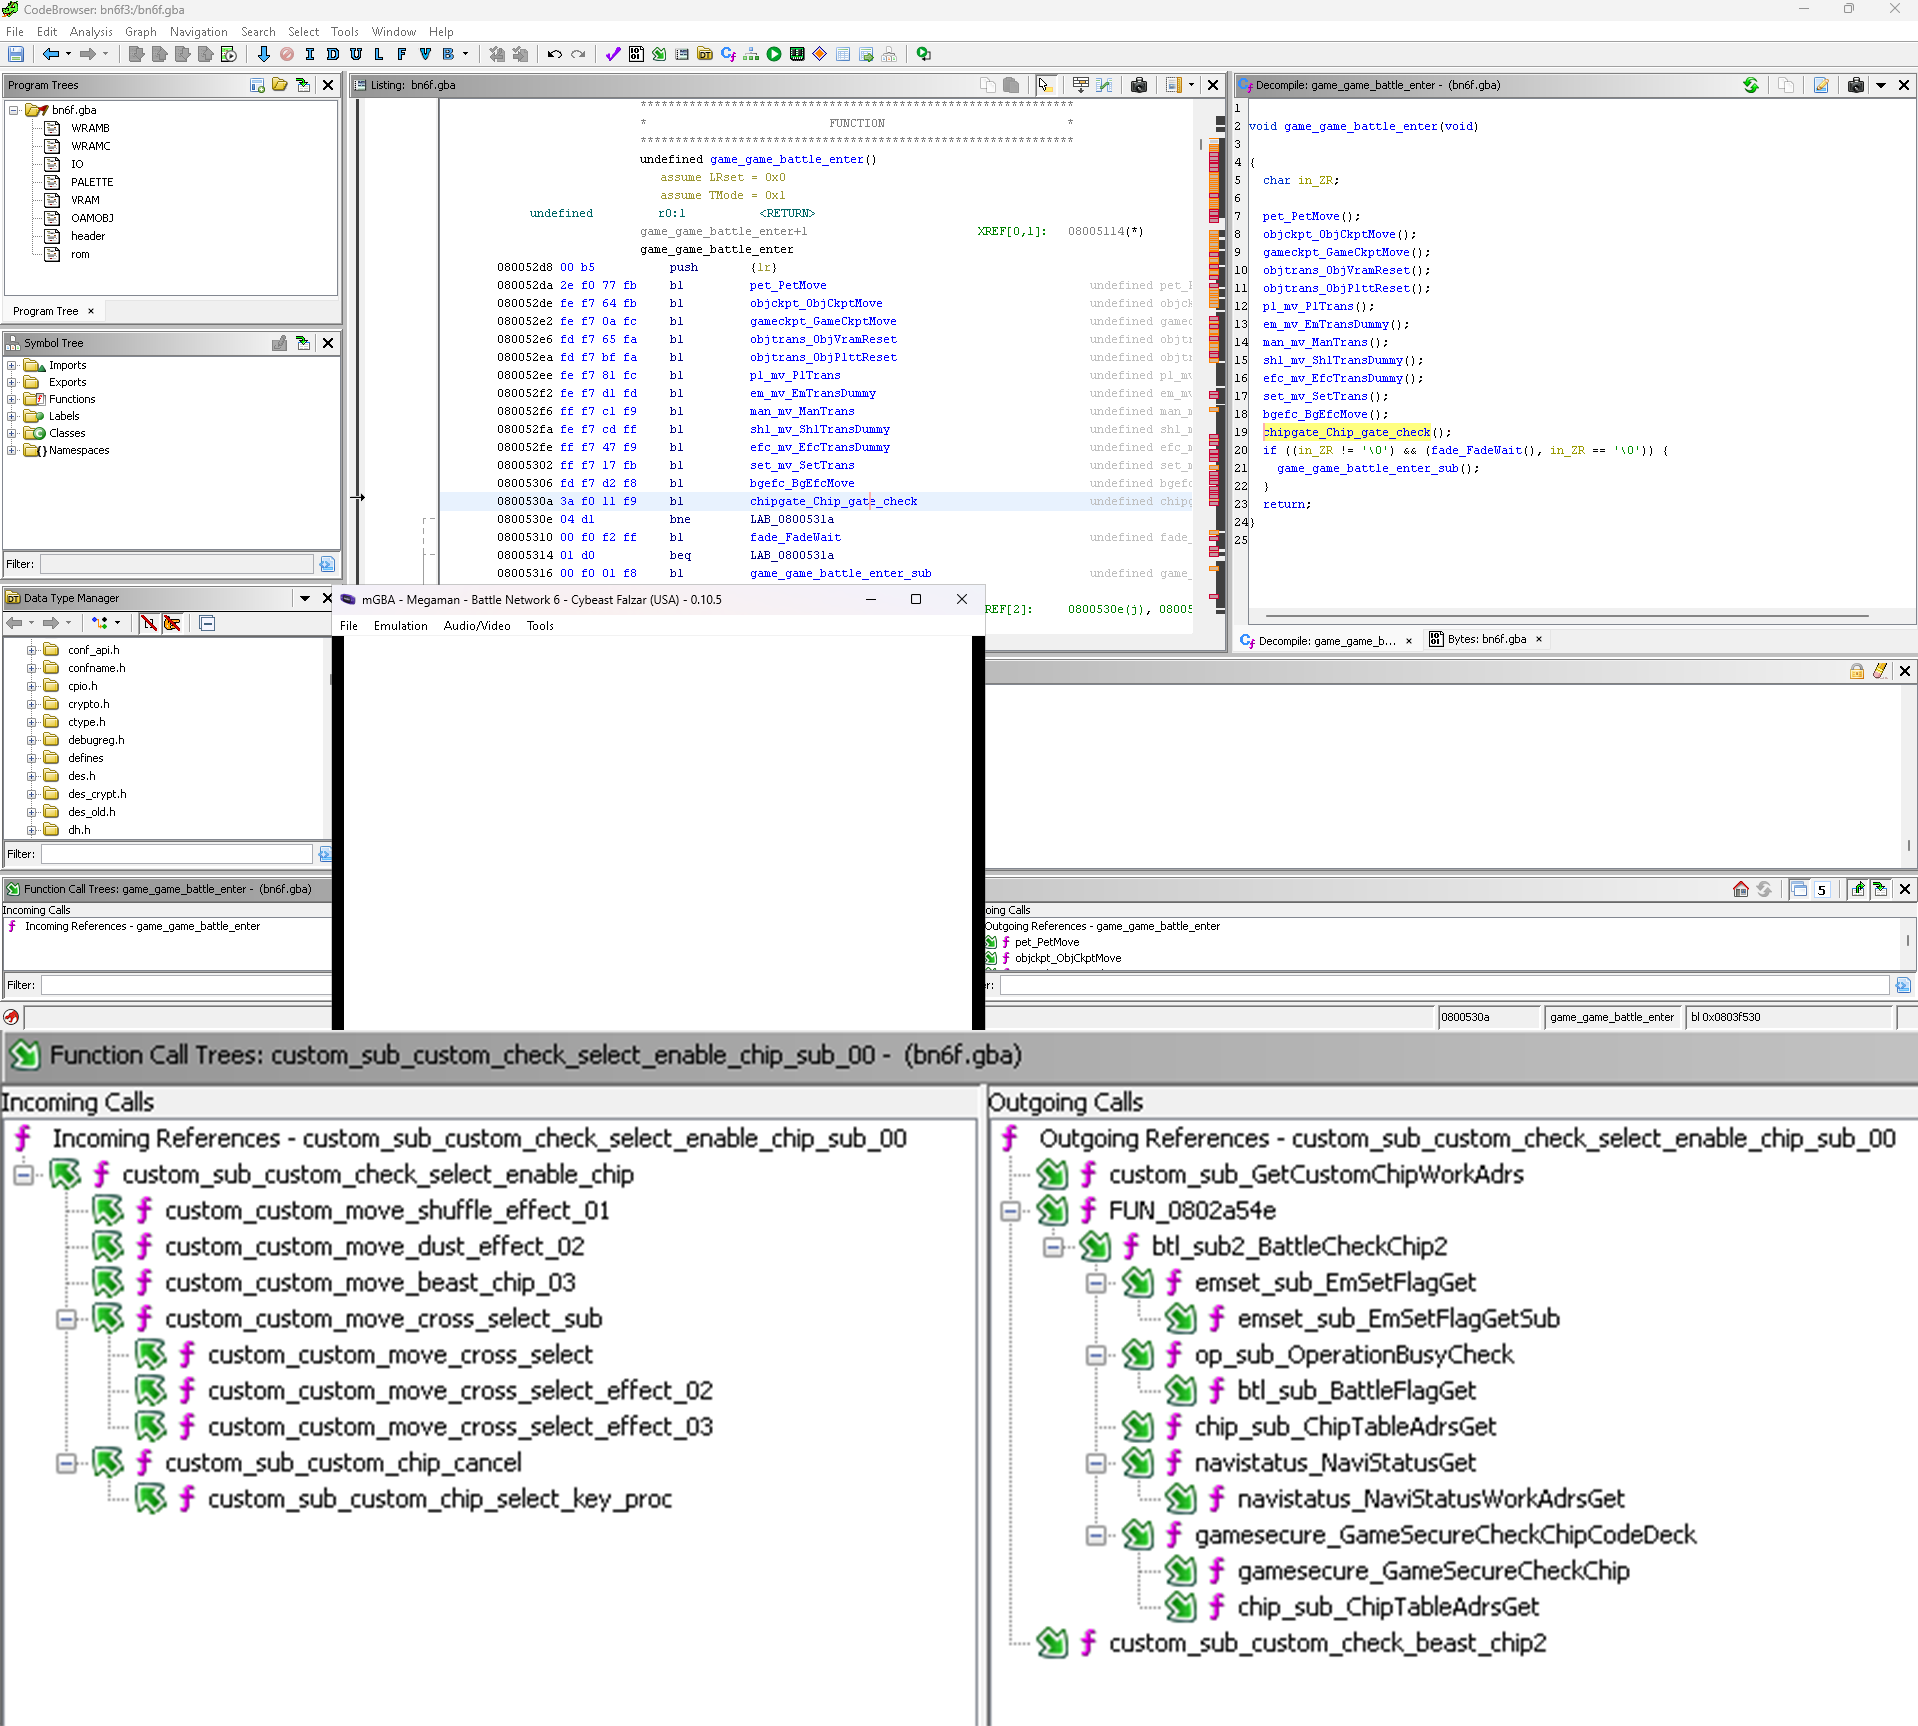 CodeBrowser: bn6f3:/bn6f.gba
File Edit Analysis Graph Navigation Search Select Tools Window Help
I D U L F V B
Program Trees
bn6f.gba
WRAMB
WRAMC
IO
PALETTE
VRAM
OAMOBJ
header
rom
Program Tree ×
Symbol Tree
Imports
Exports
Functions
Labels
Classes
Namespaces
Filter:
Data Type Manager
conf_api.h
confname.h
cpio.h
crypto.h
ctype.h
debugreg.h
defines
des.h
des_crypt.h
des_old.h
dh.h
Filter:
Function Call Trees: game_game_battle_enter - (bn6f.gba)
Incoming Calls
Incoming References - game_game_battle_enter
Filter:
Listing: bn6f.gba
**************************************************************
* FUNCTION *
**************************************************************
undefined game_game_battle_enter()
assume LRset = 0x0
assume TMode = 0x1
undefined r0:1 <RETURN>
game_game_battle_enter+1 XREF[0,1]: 08005114(*)
game_game_battle_enter
080052d8 00 b5 push {lr}
080052da 2e f0 77 fb bl pet_PetMove undefined pet_
080052de fe f7 64 fb bl objckpt_ObjCkptMove undefined objck
080052e2 fe f7 0a fc bl gameckpt_GameCkptMove undefined gamec
080052e6 fd f7 65 fa bl objtrans_ObjVramReset undefined objtr
080052ea fd f7 bf fa bl objtrans_ObjPlttReset undefined objtr
080052ee fe f7 81 fc bl pl_mv_PlTrans undefined pl_mv
080052f2 fe f7 d1 fd bl em_mv_EmTransDummy undefined em_mv
080052f6 ff f7 c1 f9 bl man_mv_ManTrans undefined man_m
080052fa fe f7 cd ff bl shl_mv_ShlTransDummy undefined shl_m
080052fe ff f7 47 f9 bl efc_mv_EfcTransDummy undefined efc_m
08005302 ff f7 17 fb bl set_mv_SetTrans undefined set_m
08005306 fd f7 d2 f8 bl bgefc_BgEfcMove undefined bgefc
0800530a 3a f0 11 f9 bl chipgate_Chip_gate_check undefined chipg
0800530e 04 d1 bne LAB_0800531a
08005310 00 f0 f2 ff bl fade_FadeWait undefined fade_
08005314 01 d0 beq LAB_0800531a
08005316 00 f0 01 f8 bl game_game_battle_enter_sub undefined game_
REF[2]: 0800530e(j), 08005
Decompile: game_game_battle_enter - (bn6f.gba)
1
2 void game_game_battle_enter(void)
3
4 {
5 char in_ZR;
6
7 pet_PetMove();
8 objckpt_ObjCkptMove();
9 gameckpt_GameCkptMove();
10 objtrans_ObjVramReset();
11 objtrans_ObjPlttReset();
12 pl_mv_PlTrans();
13 em_mv_EmTransDummy();
14 man_mv_ManTrans();
15 shl_mv_ShlTransDummy();
16 efc_mv_EfcTransDummy();
17 set_mv_SetTrans();
18 bgefc_BgEfcMove();
19 chipgate_Chip_gate_check();
20 if ((in_ZR != '\0') && (fade_FadeWait(), in_ZR == '\0')) {
21 game_game_battle_enter_sub();
22 }
23 return;
24 }
25
Decompile: game_game_b... × Bytes: bn6f.gba ×
mGBA - Megaman - Battle Network 6 - Cybeast Falzar (USA) - 0.10.5
File Emulation Audio/Video Tools
5
oing Calls
Outgoing References - game_game_battle_enter
pet_PetMove
objckpt_ObjCkptMove
r:
0800530a game_game_battle_enter bl 0x0803f530
Function Call Trees: custom_sub_custom_check_select_enable_chip_sub_00 - (bn6f.gba)
Incoming Calls
Incoming References - custom_sub_custom_check_select_enable_chip_sub_00
custom_sub_custom_check_select_enable_chip
custom_custom_move_shuffle_effect_01
custom_custom_move_dust_effect_02
custom_custom_move_beast_chip_03
custom_custom_move_cross_select_sub
custom_custom_move_cross_select
custom_custom_move_cross_select_effect_02
custom_custom_move_cross_select_effect_03
custom_sub_custom_chip_cancel
custom_sub_custom_chip_select_key_proc
Outgoing Calls
Outgoing References - custom_sub_custom_check_select_enable_chip_sub_00
custom_sub_GetCustomChipWorkAdrs
FUN_0802a54e
btl_sub2_BattleCheckChip2
emset_sub_EmSetFlagGet
emset_sub_EmSetFlagGetSub
op_sub_OperationBusyCheck
btl_sub_BattleFlagGet
chip_sub_ChipTableAdrsGet
navistatus_NaviStatusGet
navistatus_NaviStatusWorkAdrsGet
gamesecure_GameSecureCheckChipCodeDeck
gamesecure_GameSecureCheckChip
chip_sub_ChipTableAdrsGet
custom_sub_custom_check_beast_chip2